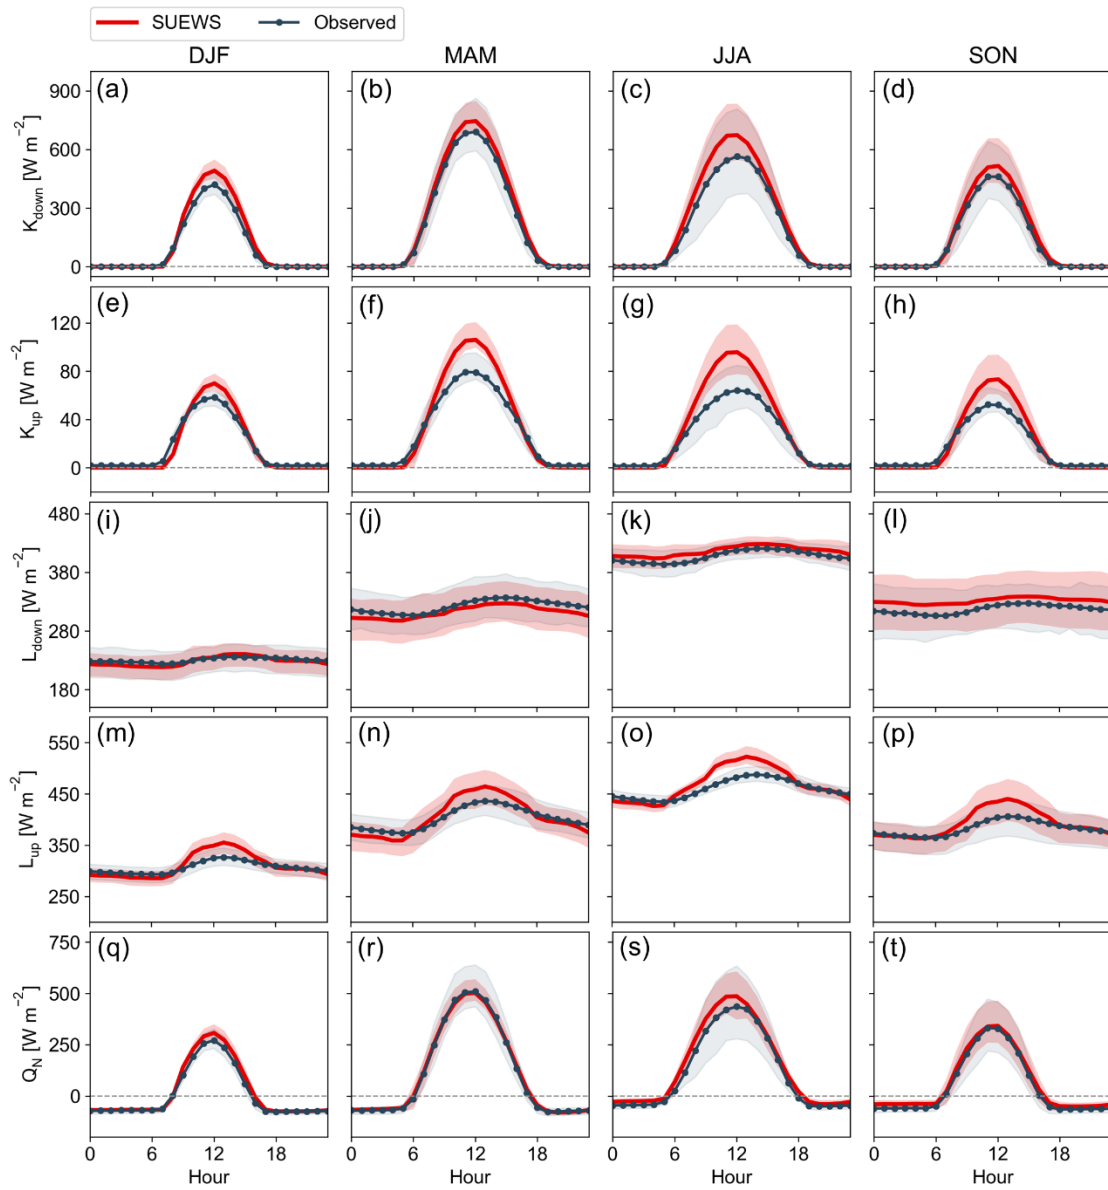 SUEWS Observed
DJF MAM JJA SON
(a) (b) (c) (d)
900
600
300
0
K_down [W m−2]
(e) (f) (g) (h)
120
80
40
0
K_up [W m−2]
(i) (j) (k) (l)
480
380
280
180
L_down [W m−2]
(m) (n) (o) (p)
550
450
350
250
L_up [W m−2]
(q) (r) (s) (t)
750
500
250
0
Q_N [W m−2]
0 6 12 18 0 6 12 18 0 6 12 18 0 6 12 18
Hour Hour Hour Hour